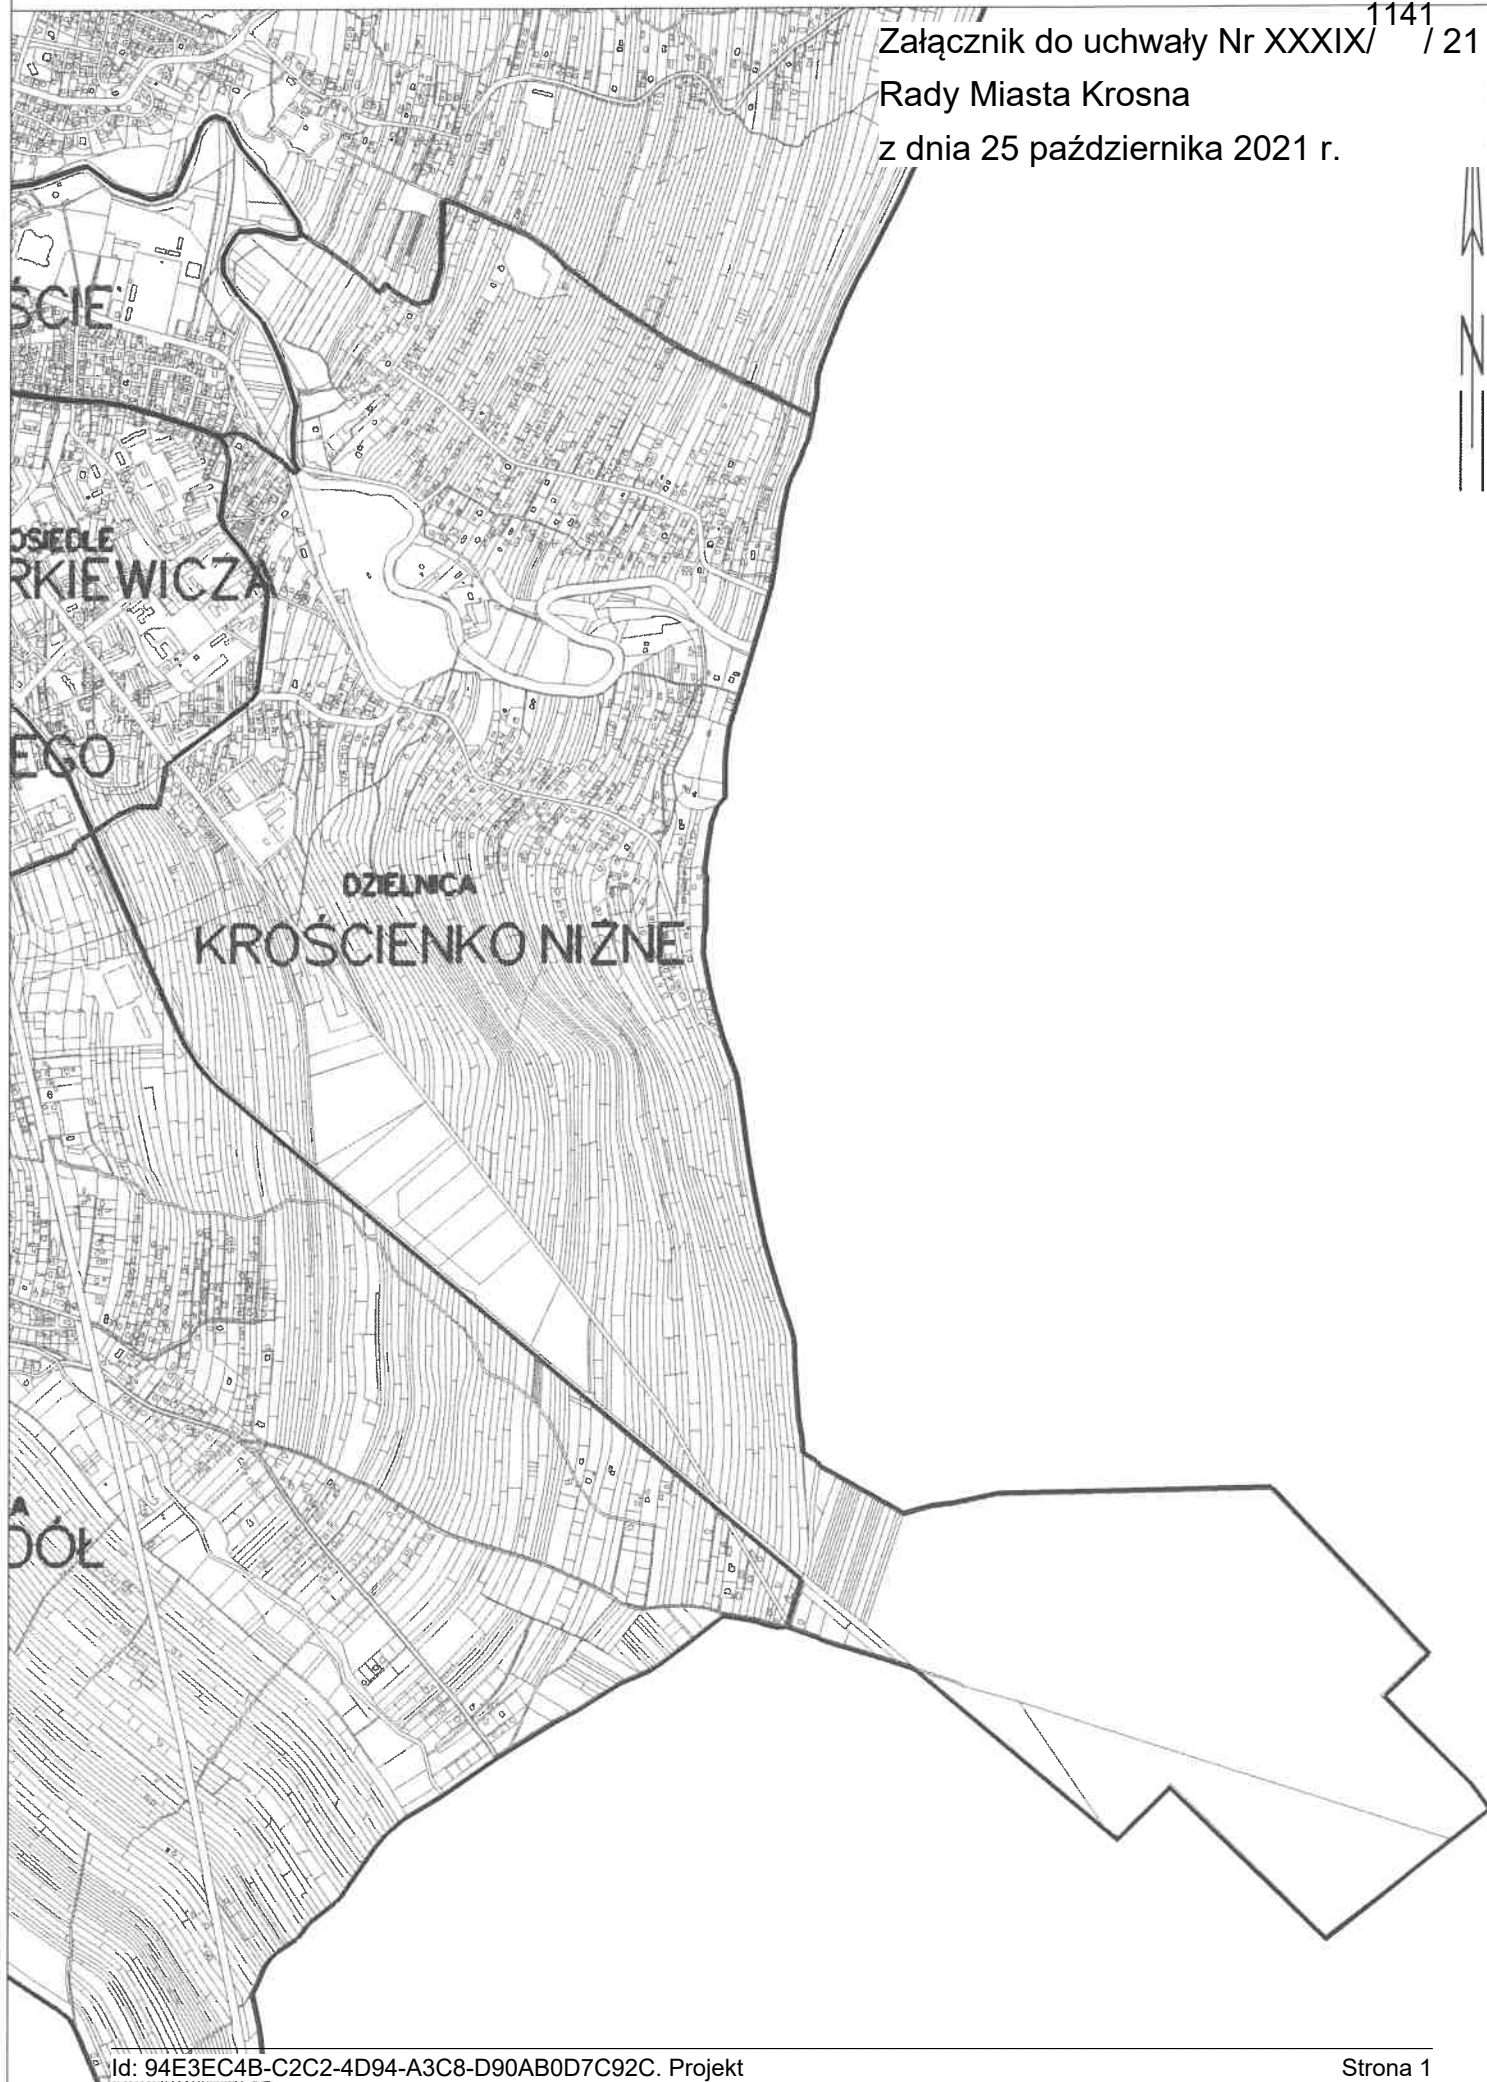 1141
Załącznik do uchwały Nr XXXIX/ / 21
Rady Miasta Krosna
z dnia 25 października 2021 r.
N
ŚCIE
OSIEDLE
RKIEWICZA
EGO
DZIELNICA
KROŚCIENKO NIŻNE
A
DÓŁ
Id: 94E3EC4B-C2C2-4D94-A3C8-D90AB0D7C92C. Projekt
Strona 1